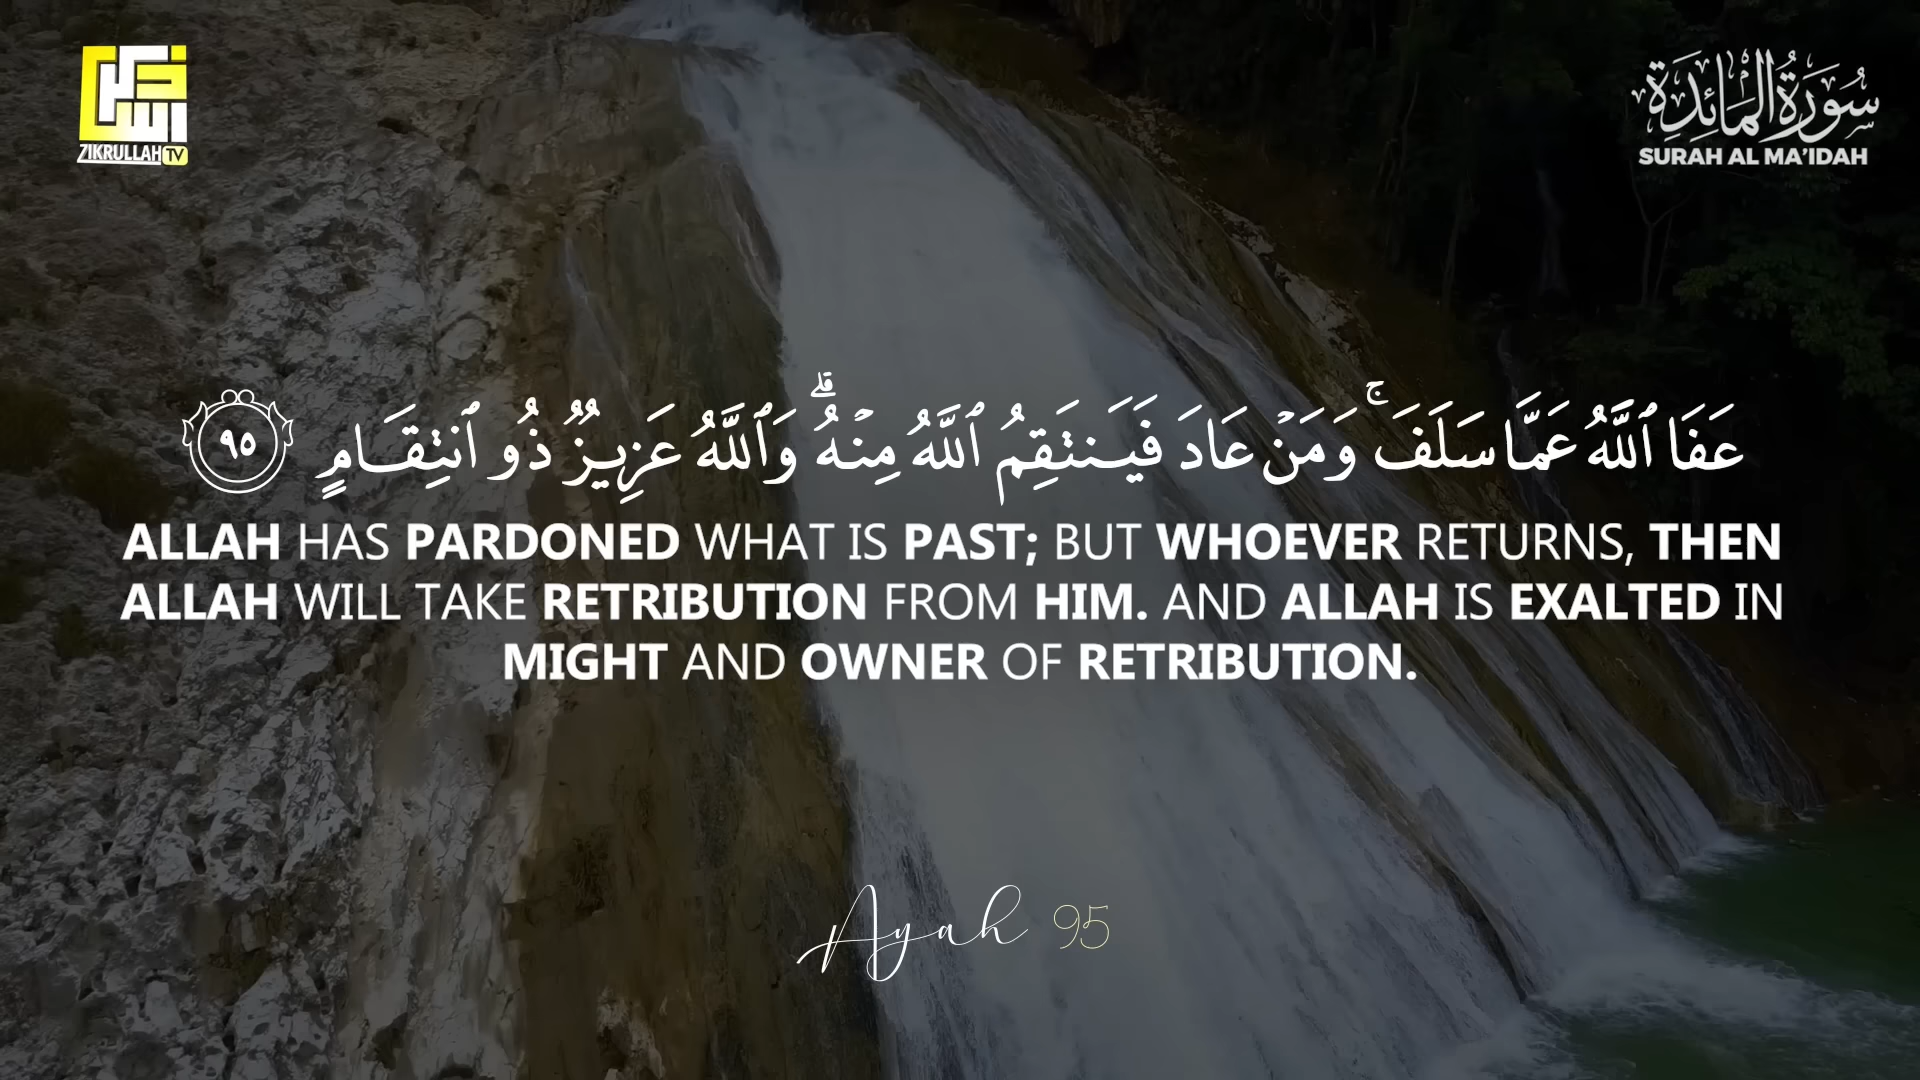 ذكر الله
ZIKRULLAH TV
سُورَةُ المَائِدَةِ
SURAH AL MA'IDAH
عَفَا ٱللَّهُ عَمَّا سَلَفَ ۚ وَمَنْ عَادَ فَيَنتَقِمُ ٱللَّهُ مِنْهُ ۗ وَٱللَّهُ عَزِيزٌ ذُو ٱنتِقَامٍ ٩٥
ALLAH HAS PARDONED WHAT IS PAST; BUT WHOEVER RETURNS, THEN
ALLAH WILL TAKE RETRIBUTION FROM HIM. AND ALLAH IS EXALTED IN
MIGHT AND OWNER OF RETRIBUTION.
Ayah 95